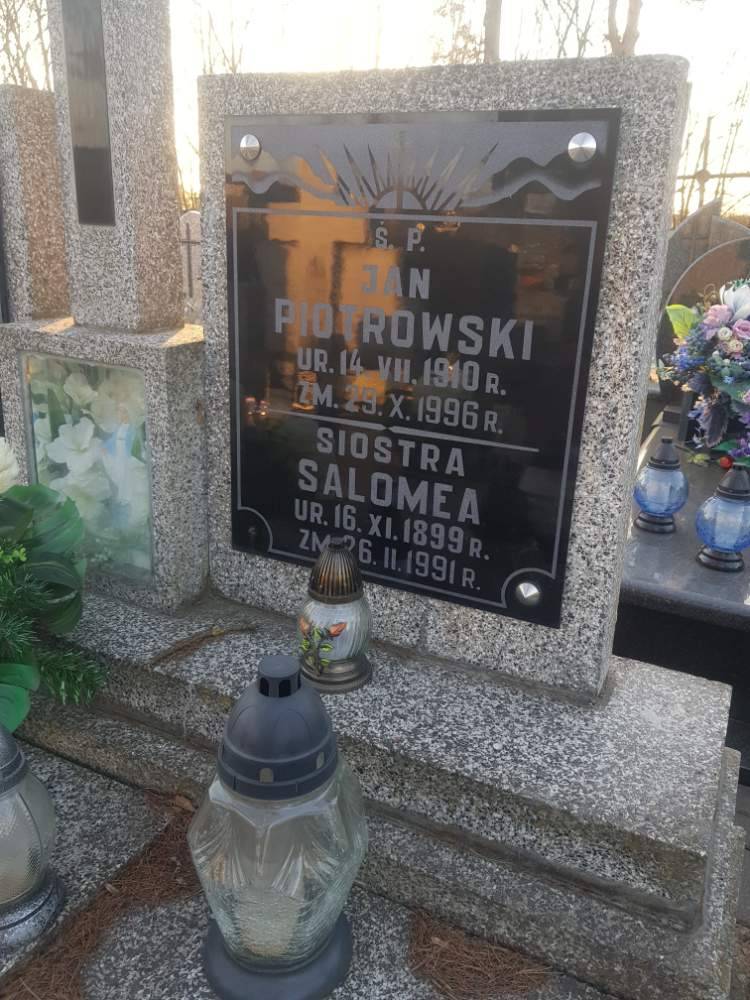 Ś. P.
JAN
PIOTROWSKI
UR. 14 VII. 1910 R.
ZM. 29. X. 1996 R.
SIOSTRA
SALOMEA
UR. 16. XI. 1899 R.
ZM. 26. II. 1991 R.